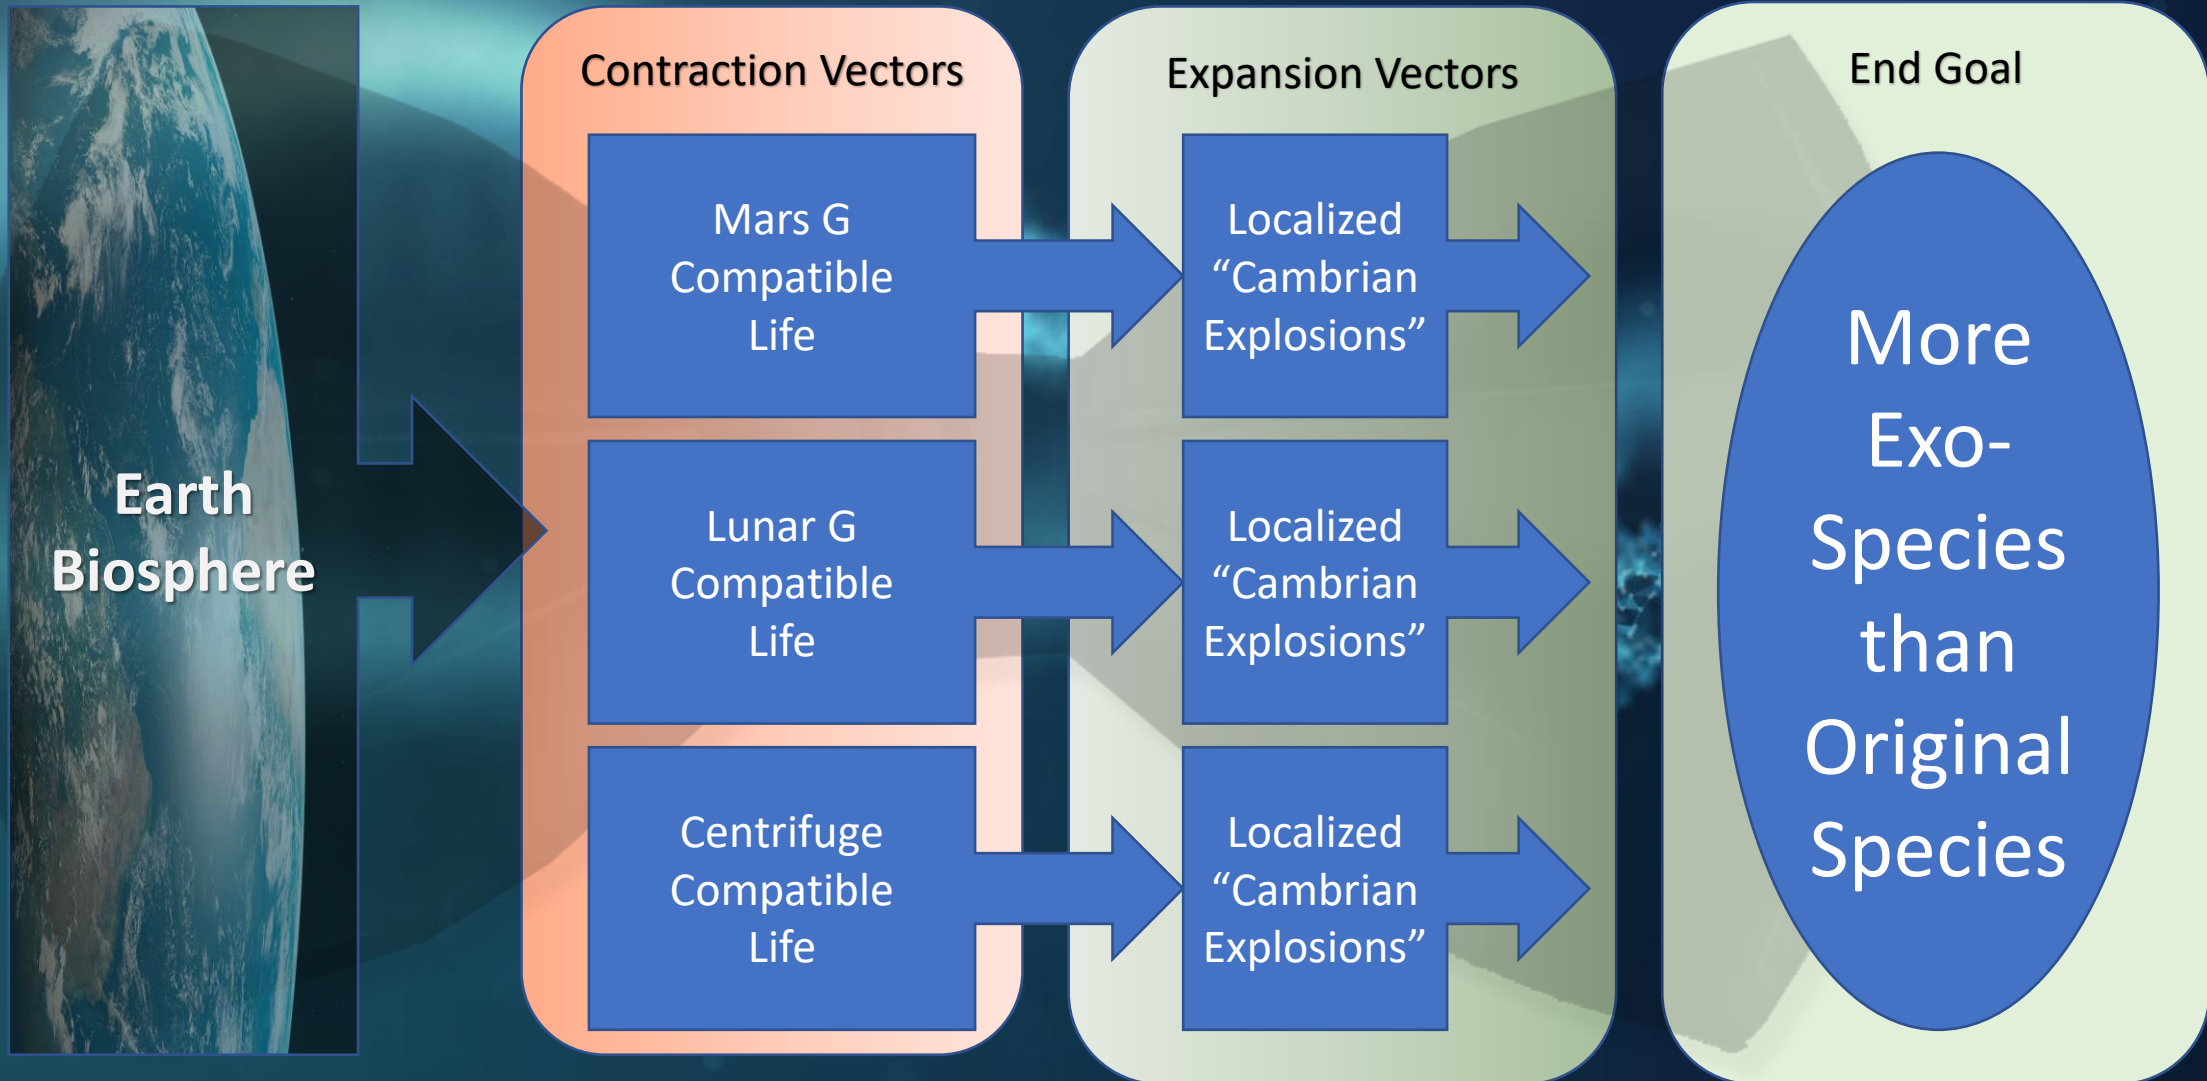 Earth
Biosphere
Contraction Vectors
Mars G
Compatible
Life
Lunar G
Compatible
Life
Centrifuge
Compatible
Life
Expansion Vectors
Localized
“Cambrian
Explosions”
Localized
“Cambrian
Explosions”
Localized
“Cambrian
Explosions”
End Goal
More
Exo-
Species
than
Original
Species